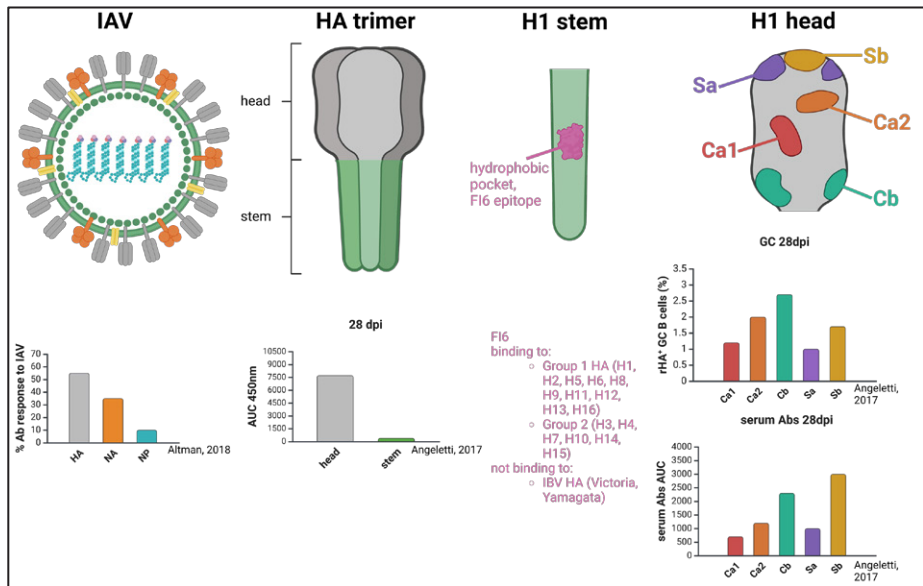 IAV
HA trimer
H1 stem
H1 head
head
stem
hydrophobic
pocket,
FI6 epitope
Sb
Sa
Ca2
Ca1
Cb
% Ab response to IAV
70
60
50
40
30
20
10
0
HA
NA
NP
Altman, 2018
28 dpi
AUC 450nm
10500
9000
7500
6000
4500
3000
1500
0
head
stem
Angeletti, 2017
FI6
binding to:
Group 1 HA (H1,
H2, H5, H6, H8,
H9, H11, H12,
H13, H16)
Group 2 (H3, H4,
H7, H10, H14,
H15)
not binding to:
IBV HA (Victoria,
Yamagata)
GC 28dpi
rHA⁺ GC B cells (%)
3.5
3
2.5
2
1.5
1
0.5
0
Ca1
Ca2
Cb
Sa
Sb
Angeletti,
2017
serum Abs 28dpi
serum Abs AUC
4000
3500
3000
2500
2000
1500
1000
500
0
Ca1
Ca2
Cb
Sa
Sb
Angeletti,
2017